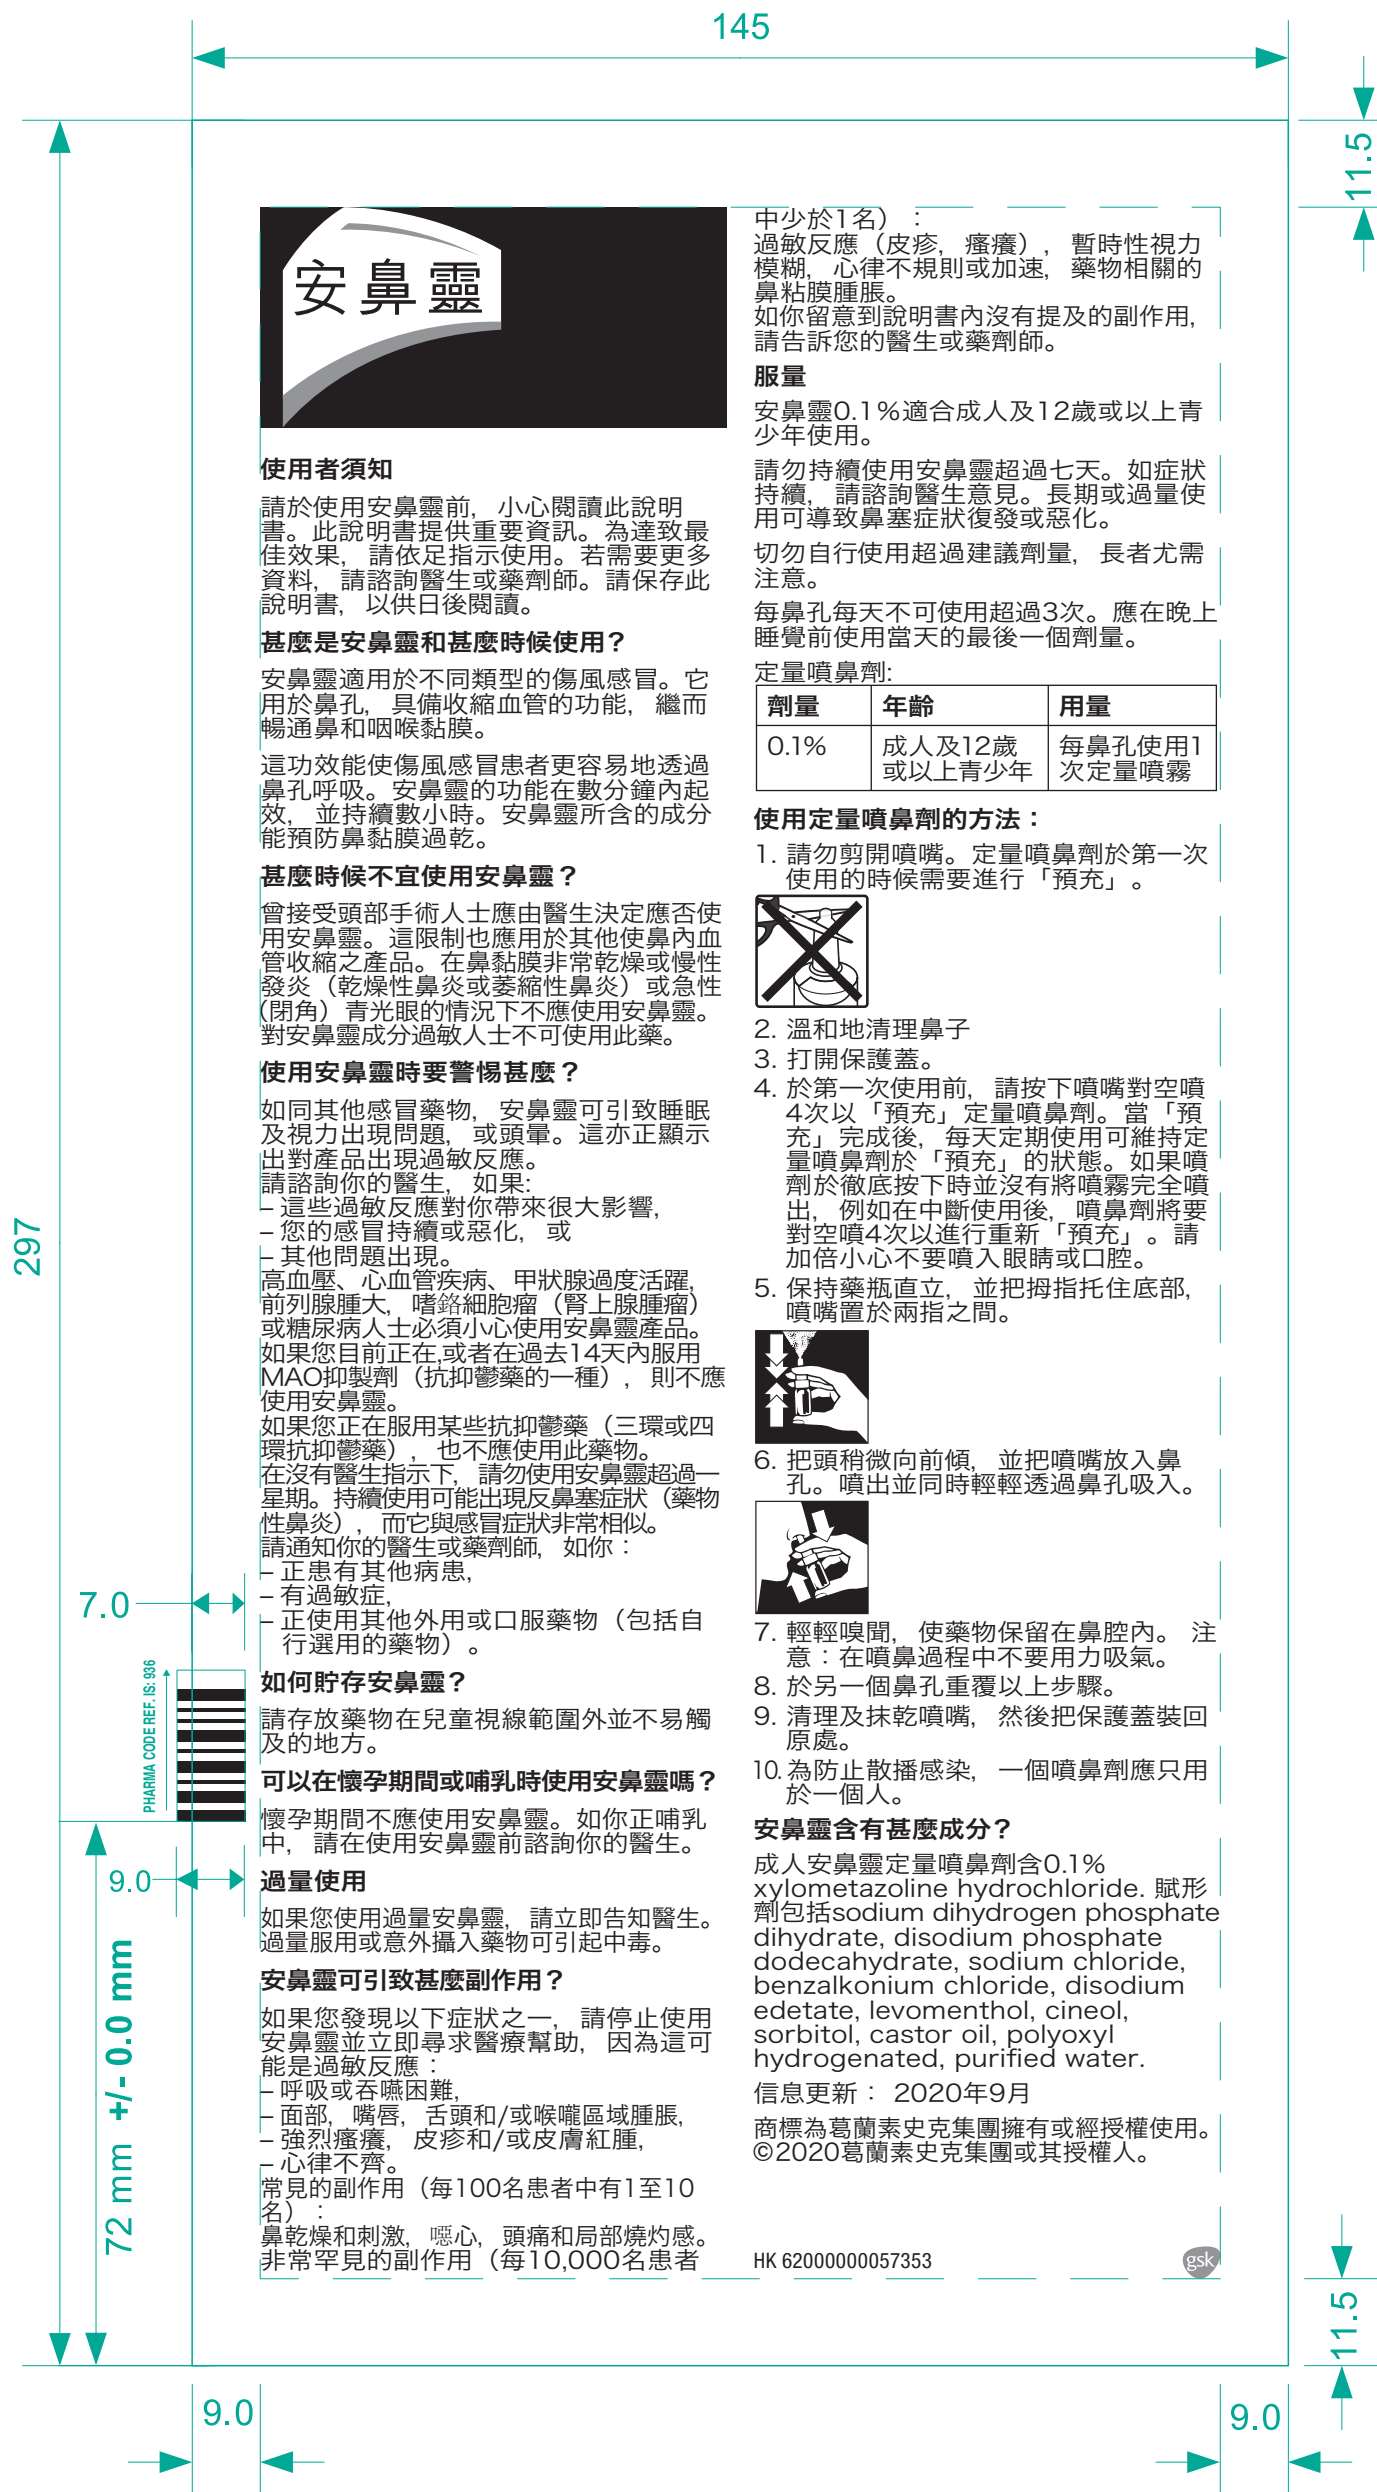 145
11.5
安鼻靈
使用者須知
請於使用安鼻靈前，小心閱讀此說明
書。此說明書提供重要資訊。為達致最
佳效果，請依足指示使用。若需要更多
資料，請諮詢醫生或藥劑師。請保存此
說明書，以供日後閱讀。
甚麼是安鼻靈和甚麼時候使用？
安鼻靈適用於不同類型的傷風感冒。它
用於鼻孔，具備收縮血管的功能，繼而
暢通鼻和咽喉黏膜。
這功效能使傷風感冒患者更容易地透過
鼻孔呼吸。安鼻靈的功能在數分鐘內起
效，並持續數小時。安鼻靈所含的成分
能預防鼻黏膜過乾。
甚麼時候不宜使用安鼻靈？
曾接受頭部手術人士應由醫生決定應否使
用安鼻靈。這限制也應用於其他使鼻內血
管收縮之產品。在鼻黏膜非常乾燥或慢性
發炎（乾燥性鼻炎或萎縮性鼻炎）或急性
(閉角）青光眼的情況下不應使用安鼻靈。
對安鼻靈成分過敏人士不可使用此藥。
使用安鼻靈時要警惕甚麼？
如同其他感冒藥物，安鼻靈可引致睡眠
及視力出現問題，或頭暈。這亦正顯示
出對產品出現過敏反應。
請諮詢你的醫生，如果:
– 這些過敏反應對你帶來很大影響，
– 您的感冒持續或惡化，或
– 其他問題出現。
高血壓、心血管疾病、甲狀腺過度活躍，
前列腺腫大，嗜鉻細胞瘤（腎上腺腫瘤）
或糖尿病人士必須小心使用安鼻靈產品。
如果您目前正在,或者在過去14天內服用
MAO抑製劑（抗抑鬱藥的一種），則不應
使用安鼻靈。
如果您正在服用某些抗抑鬱藥（三環或四
環抗抑鬱藥），也不應使用此藥物。
在沒有醫生指示下，請勿使用安鼻靈超過一
星期。持續使用可能出現反鼻塞症狀（藥物
性鼻炎），而它與感冒症狀非常相似。
請通知你的醫生或藥劑師，如你：
– 正患有其他病患，
– 有過敏症，
– 正使用其他外用或口服藥物（包括自
行選用的藥物）。
如何貯存安鼻靈？
請存放藥物在兒童視線範圍外並不易觸
及的地方。
可以在懷孕期間或哺乳時使用安鼻靈嗎？
懷孕期間不應使用安鼻靈。如你正哺乳
中，請在使用安鼻靈前諮詢你的醫生。
過量使用
如果您使用過量安鼻靈，請立即告知醫生。
過量服用或意外攝入藥物可引起中毒。
安鼻靈可引致甚麼副作用？
如果您發現以下症狀之一，請停止使用
安鼻靈並立即尋求醫療幫助，因為這可
能是過敏反應：
– 呼吸或吞嚥困難，
– 面部，嘴唇，舌頭和/或喉嚨區域腫脹，
– 強烈瘙癢，皮疹和/或皮膚紅腫，
– 心律不齊。
常見的副作用（每100名患者中有1至10
名）：
鼻乾燥和刺激，噁心，頭痛和局部燒灼感。
非常罕見的副作用（每10,000名患者
中少於1名）：
過敏反應（皮疹，瘙癢），暫時性視力
模糊，心律不規則或加速，藥物相關的
鼻粘膜腫脹。
如你留意到說明書內沒有提及的副作用，
請告訴您的醫生或藥劑師。
服量
安鼻靈0.1%適合成人及12歲或以上青
少年使用。
請勿持續使用安鼻靈超過七天。如症狀
持續，請諮詢醫生意見。長期或過量使
用可導致鼻塞症狀復發或惡化。
切勿自行使用超過建議劑量，長者尤需
注意。
每鼻孔每天不可使用超過3次。應在晚上
睡覺前使用當天的最後一個劑量。
定量噴鼻劑:
劑量 年齡 用量
0.1% 成人及12歲 每鼻孔使用1
或以上青少年 次定量噴霧
使用定量噴鼻劑的方法：
1. 請勿剪開噴嘴。定量噴鼻劑於第一次
使用的時候需要進行「預充」。
2. 溫和地清理鼻子
3. 打開保護蓋。
4. 於第一次使用前，請按下噴嘴對空噴
4次以「預充」定量噴鼻劑。當「預
充」完成後，每天定期使用可維持定
量噴鼻劑於「預充」的狀態。如果噴
劑於徹底按下時並沒有將噴霧完全噴
出，例如在中斷使用後，噴鼻劑將要
對空噴4次以進行重新「預充」。請
加倍小心不要噴入眼睛或口腔。
5. 保持藥瓶直立，並把拇指托住底部，
噴嘴置於兩指之間。
6. 把頭稍微向前傾，並把噴嘴放入鼻
孔。噴出並同時輕輕透過鼻孔吸入。
7. 輕輕嗅聞，使藥物保留在鼻腔內。 注
意：在噴鼻過程中不要用力吸氣。
8. 於另一個鼻孔重覆以上步驟。
9. 清理及抹乾噴嘴，然後把保護蓋裝回
原處。
10. 為防止散播感染，一個噴鼻劑應只用
於一個人。
安鼻靈含有甚麼成分？
成人安鼻靈定量噴鼻劑含0.1%
xylometazoline hydrochloride. 賦形
劑包括sodium dihydrogen phosphate
dihydrate, disodium phosphate
dodecahydrate, sodium chloride,
benzalkonium chloride, disodium
edetate, levomenthol, cineol,
sorbitol, castor oil, polyoxyl
hydrogenated, purified water.
信息更新： 2020年9月
商標為葛蘭素史克集團擁有或經授權使用。
©2020葛蘭素史克集團或其授權人。
HK 62000000057353
gsk
297
7.0
PHARMA CODE REF. IS: 936
9.0
72 mm +/- 0.0 mm
11.5
9.0
9.0